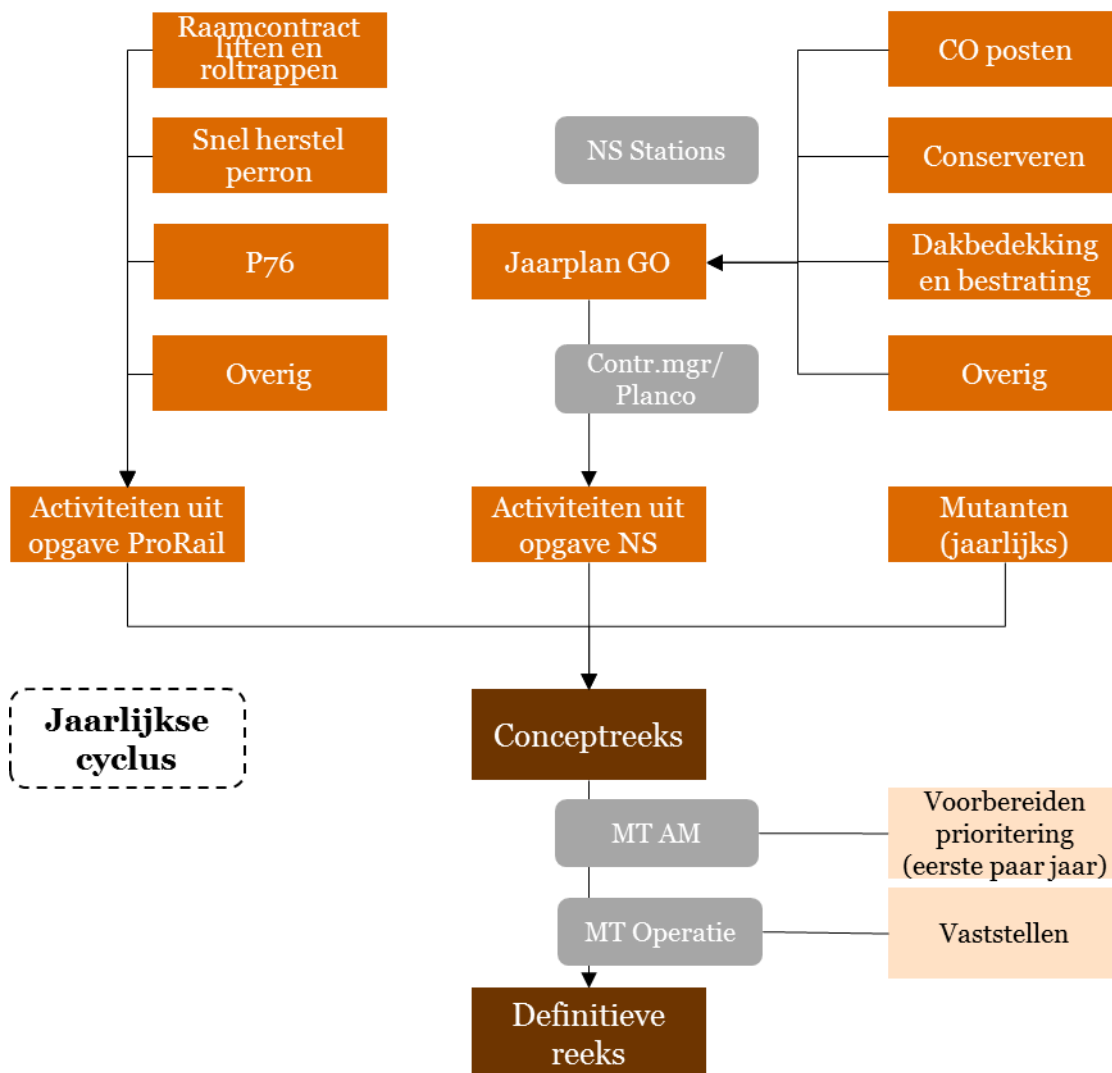 Raamcontract
liften en
roltrappen
Snel herstel
perron
P76
Overig
NS Stations
Jaarplan GO
Contr.mgr/
Planco
CO posten
Conserveren
Dakbedekking
en bestrating
Overig
Activiteiten uit
opgave ProRail
Activiteiten uit
opgave NS
Mutanten
(jaarlijks)
Jaarlijkse
cyclus
Conceptreeks
MT AM
Voorbereiden
prioritering
(eerste paar jaar)
MT Operatie
Vaststellen
Definitieve
reeks